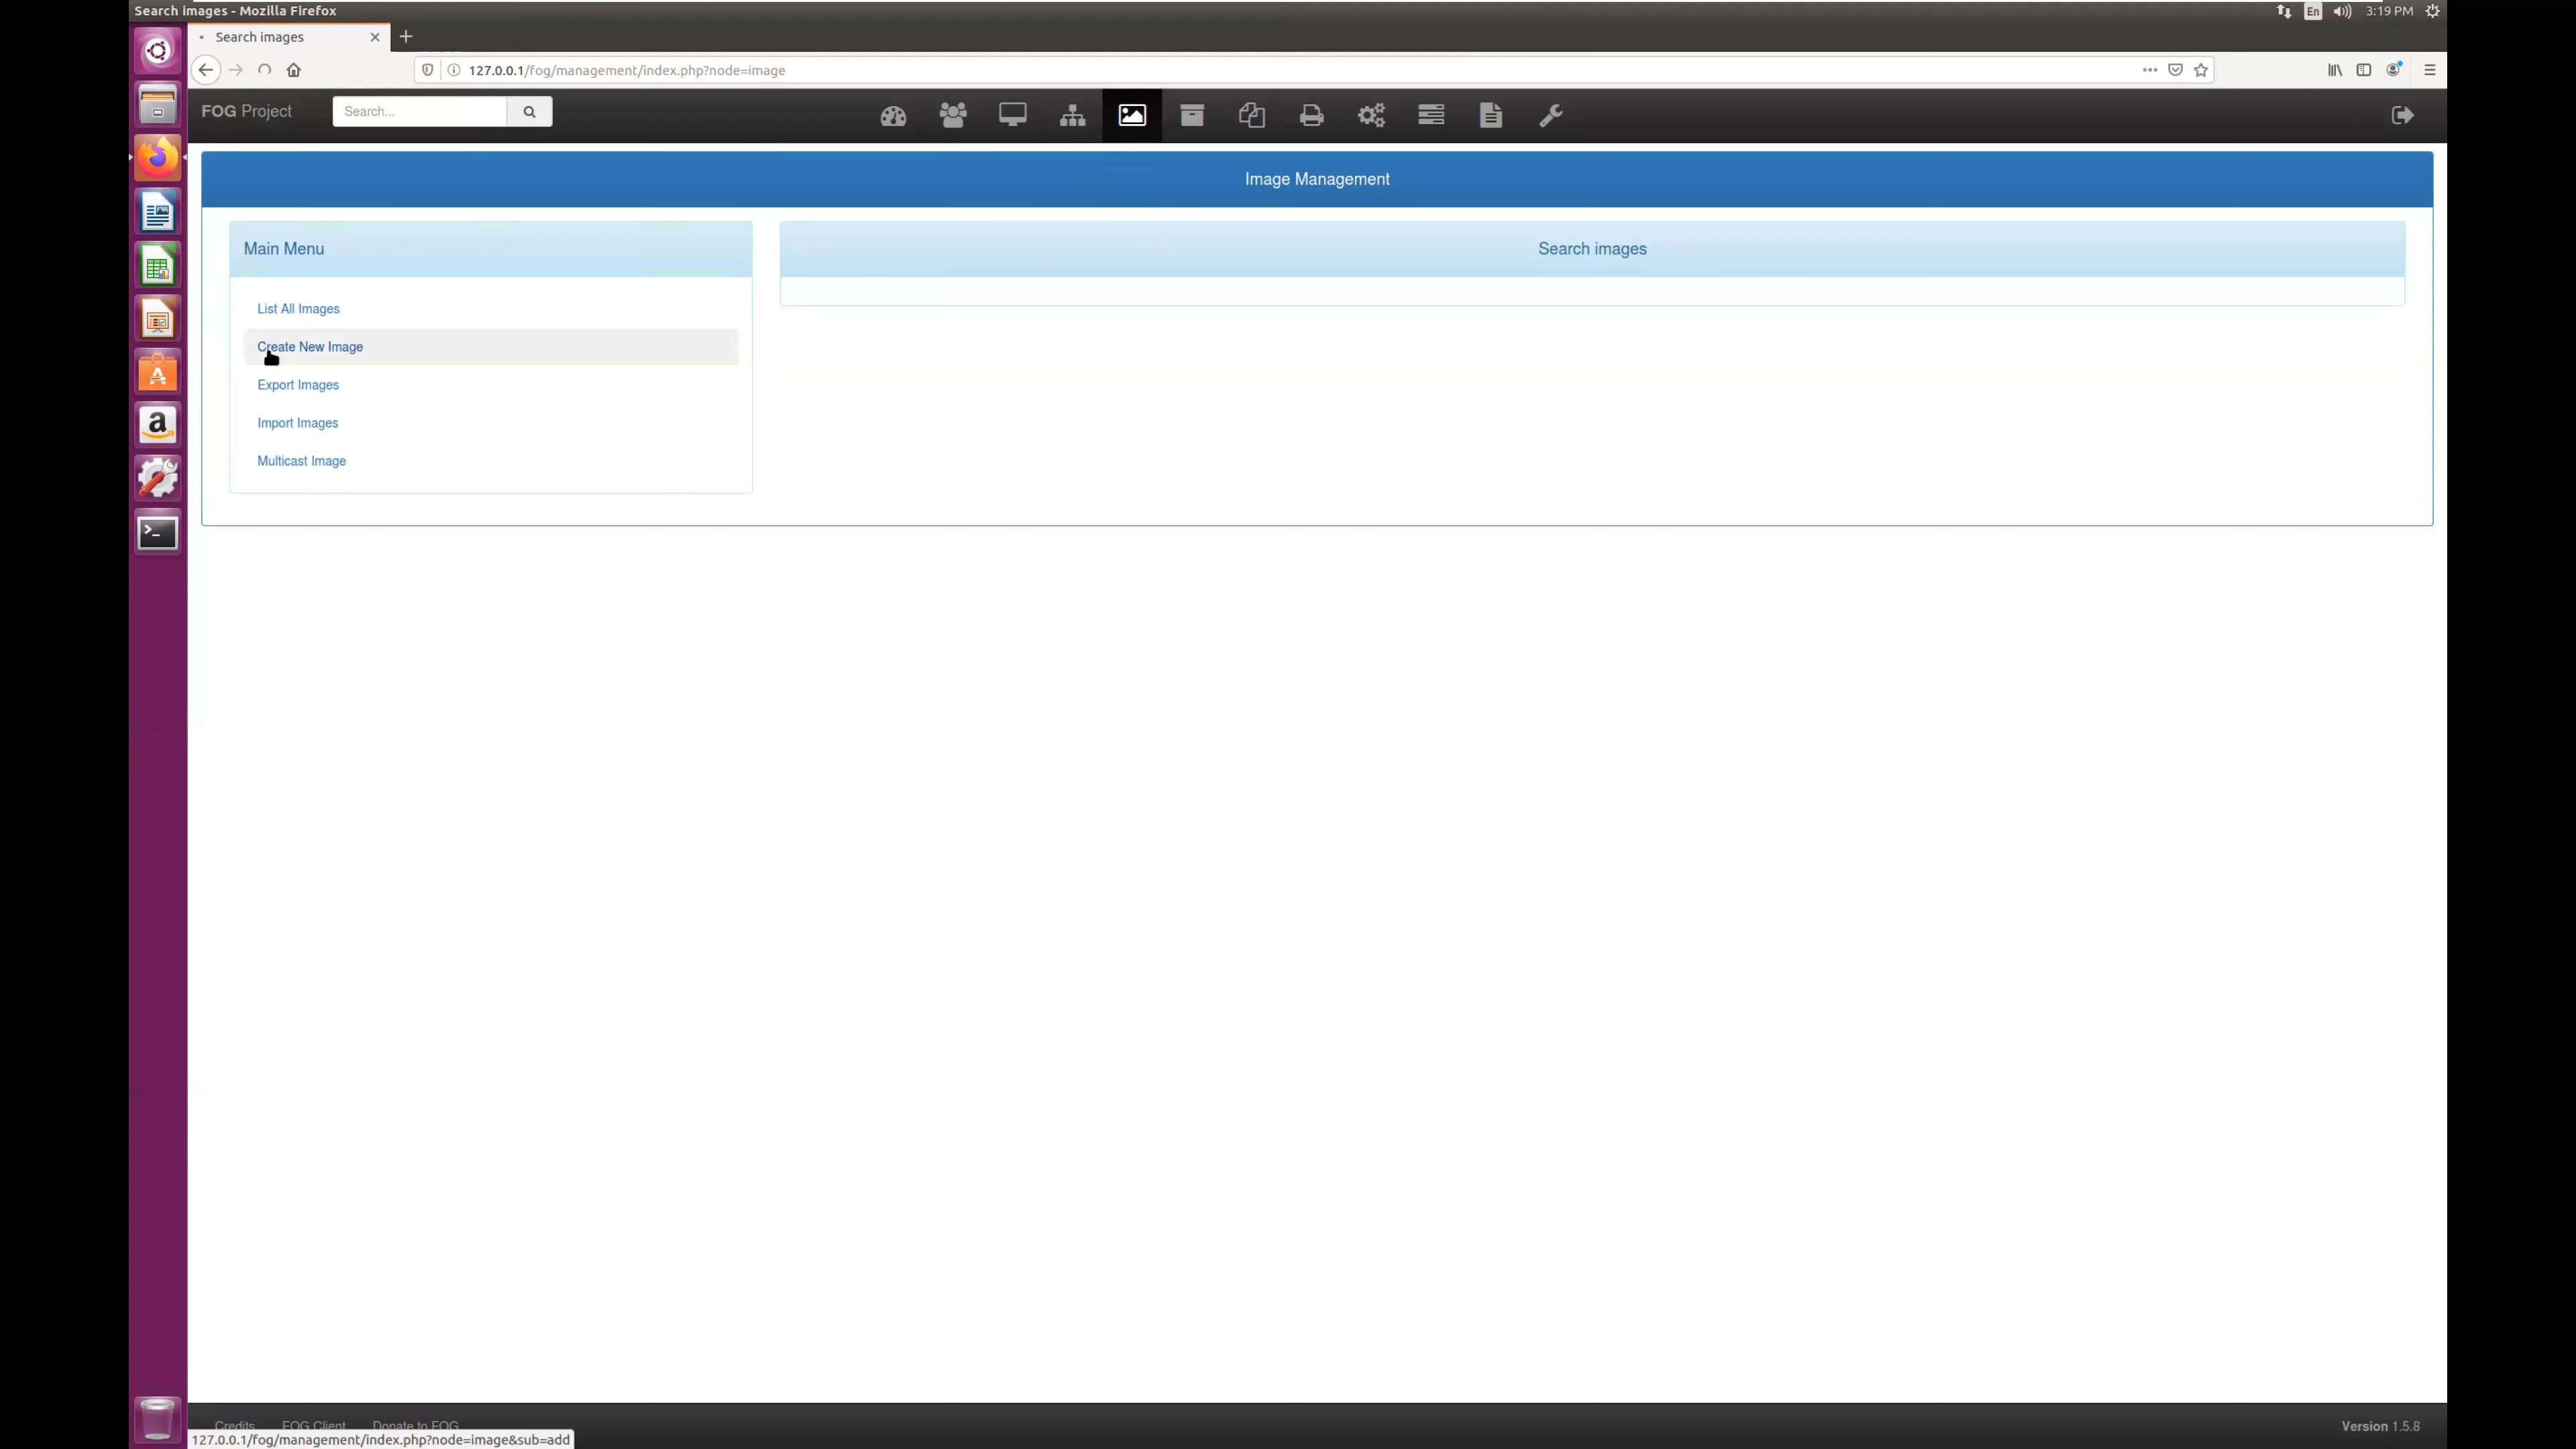 Search images - Mozilla Firefox
En
3:19 PM
Search images
127.0.0.1/fog/management/index.php?node=image
FOG Project
Search...
Image Management
Main Menu
Search images
List All Images
Create New Image
Export Images
Import Images
Multicast Image
Credits FOG Client Donate to FOG
Version 1.5.8
127.0.0.1/fog/management/index.php?node=image&sub=add